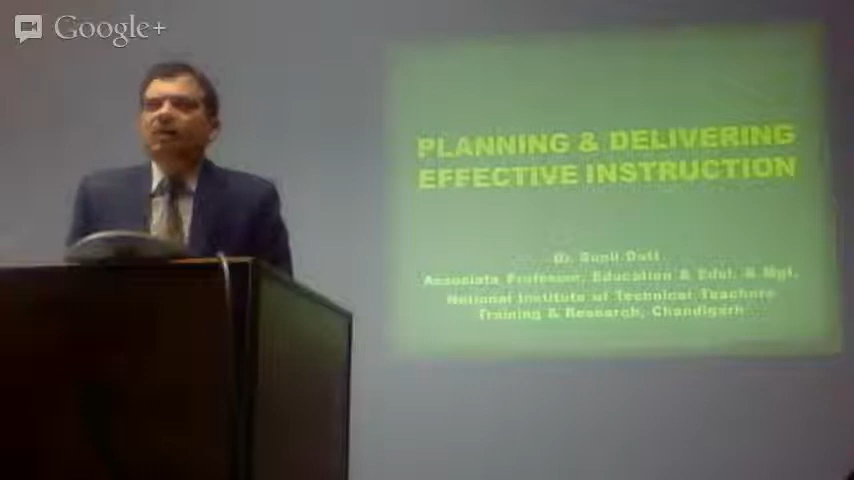 Google+
PLANNING & DELIVERING
EFFECTIVE INSTRUCTION
Dr. Sunil Dutt
Associate Professor, Education & Edul. & Mgt,
National Institute of Technical Teachers
Training & Research, Chandigarh